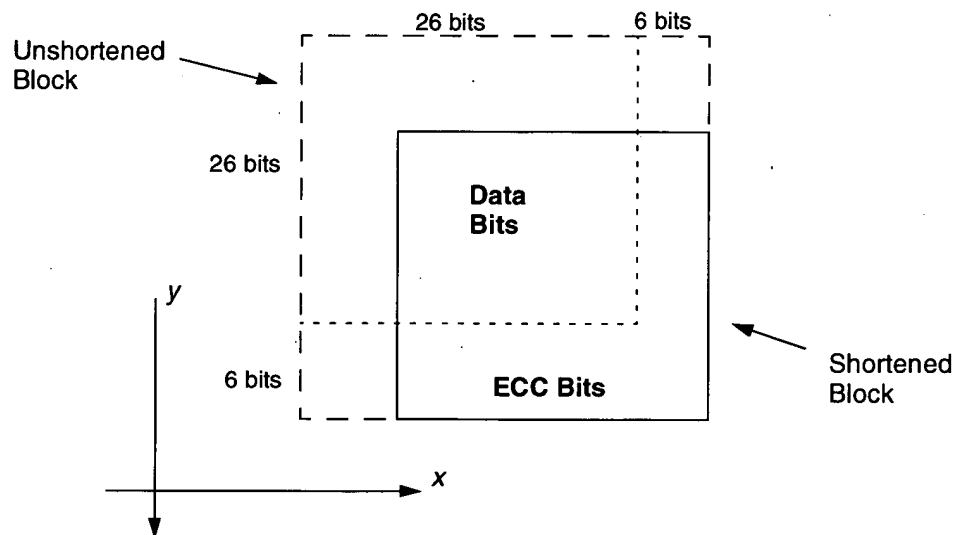 26 bits
6 bits
Unshortened
Block
26 bits
Data
Bits
y
Shortened
Block
6 bits
ECC Bits
x